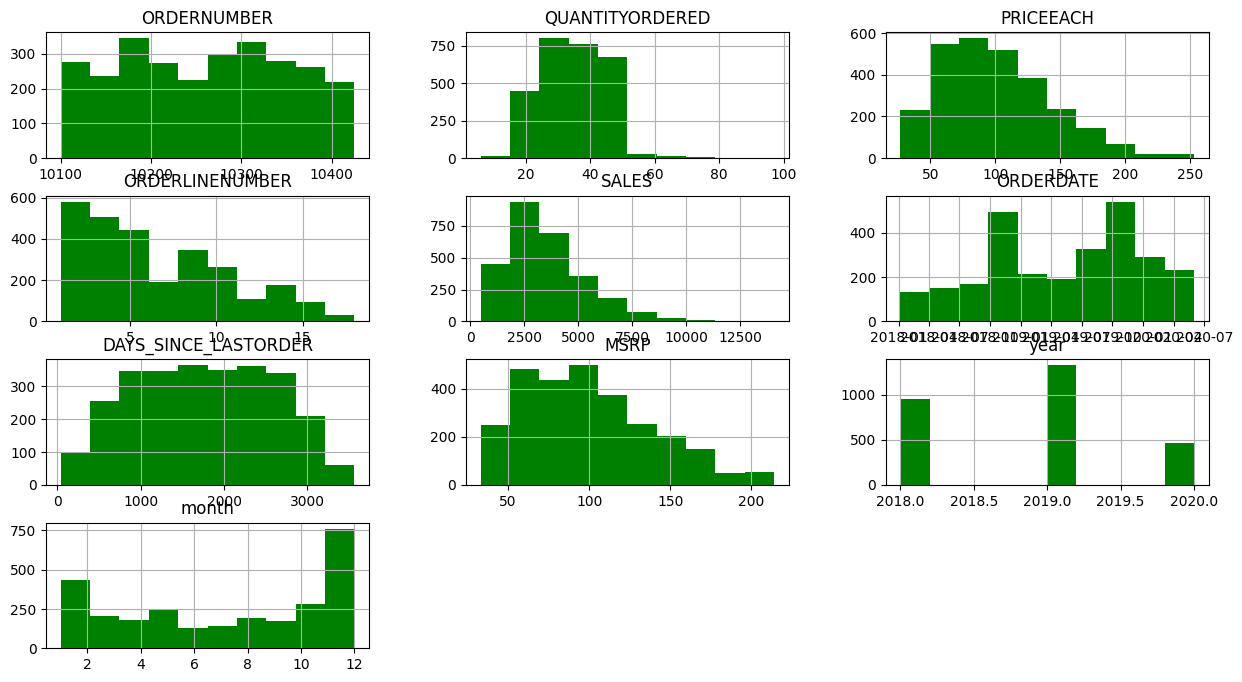 ORDERNUMBER
300
200
100
0
10100 10200 10300 10400
QUANTITYORDERED
750
500
250
0
20 40 60 80 100
PRICEEACH
600
400
200
0
50 100 150 200 250
ORDERLINENUMBER
600
400
200
0
5 10 15
SALES
750
500
250
0
0 2500 5000 7500 10000 12500
ORDERDATE
400
200
0
DAYS_SINCE_LASTORDER
300
200
100
0
0 1000 2000 3000
MSRP
400
200
0
50 100 150 200
year
1000
500
0
2018.0 2018.5 2019.0 2019.5 2020.0
month
750
500
250
0
2 4 6 8 10 12